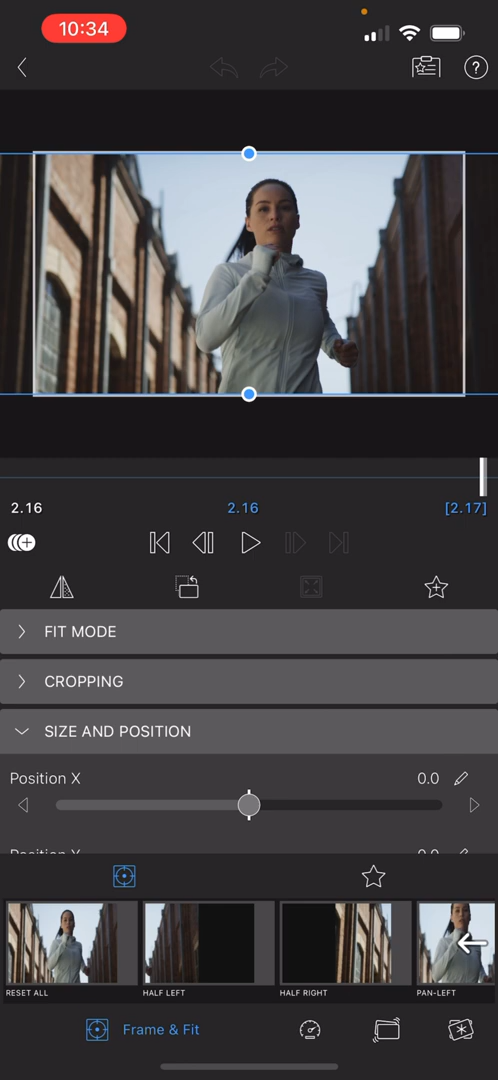 10:34
?
2.16
2.16
[2.17]
FIT MODE
CROPPING
SIZE AND POSITION
Position X
0.0
RESET ALL
HALF LEFT
HALF RIGHT
PAN-LEFT
Frame & Fit